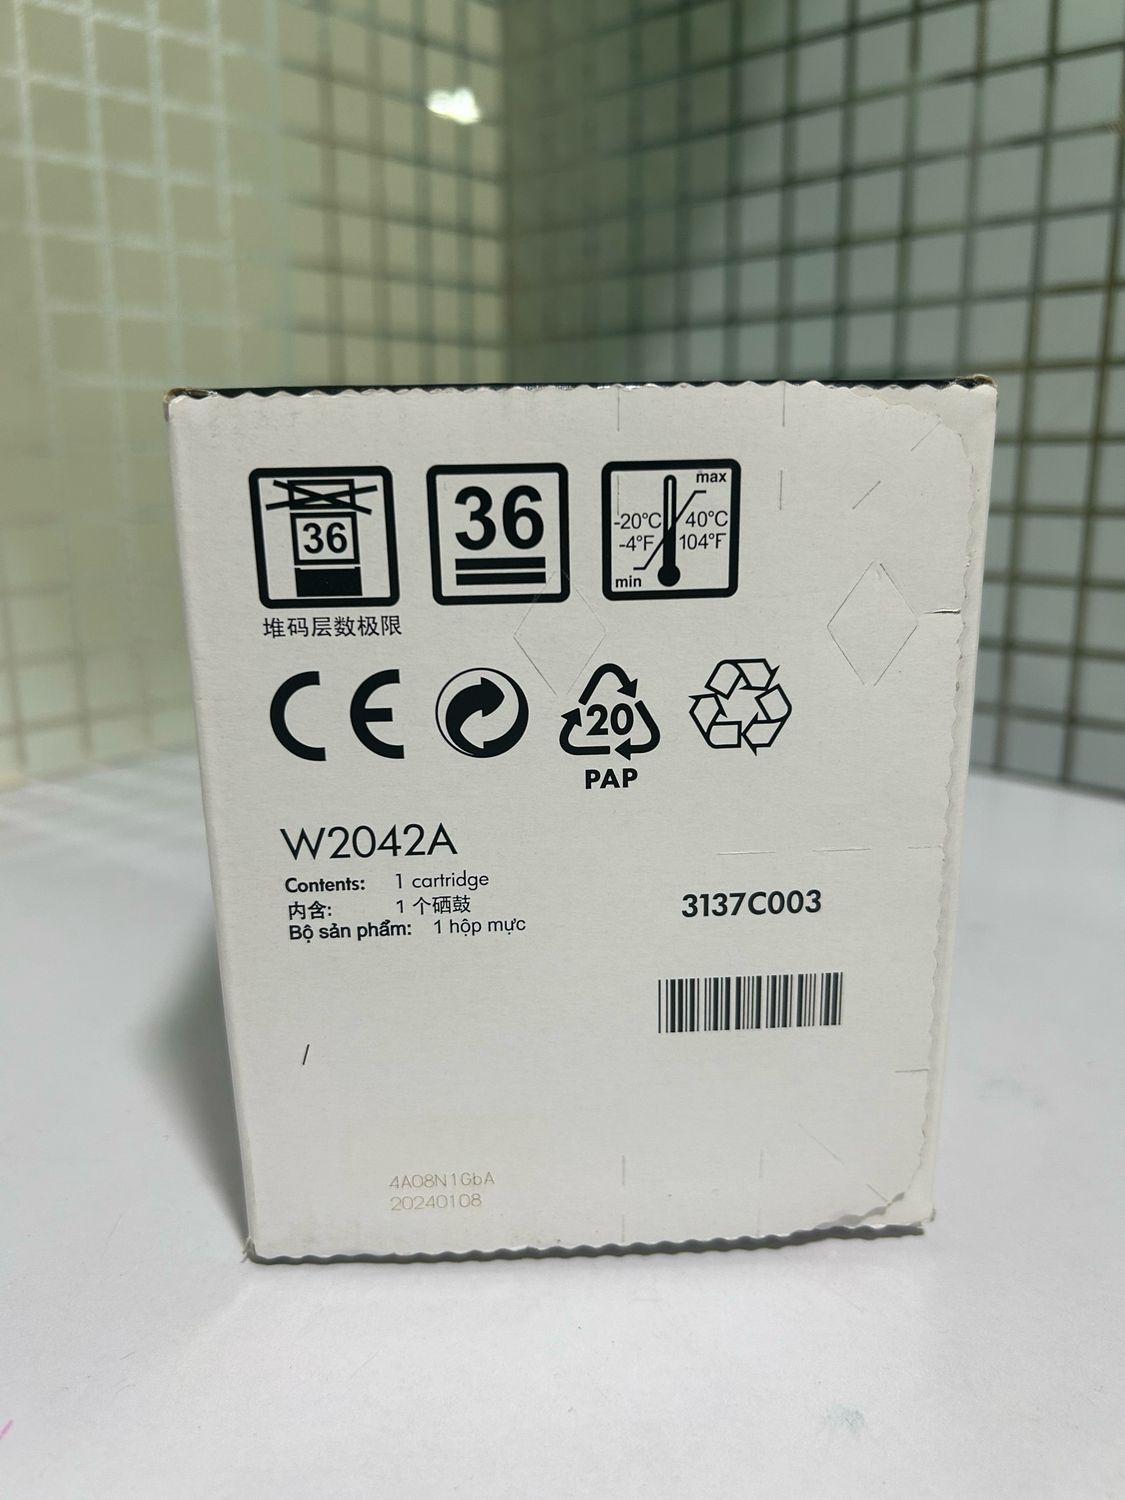 36
36
max
-20°C 40°C
-4°F 104°F
min
堆码层数极限
CE
20
PAP
W2042A
Contents: 1 cartridge
内含: 1 个硒鼓
Bộ sản phẩm: 1 hộp mực
3137C003
/
4A08N1GbA
20240108